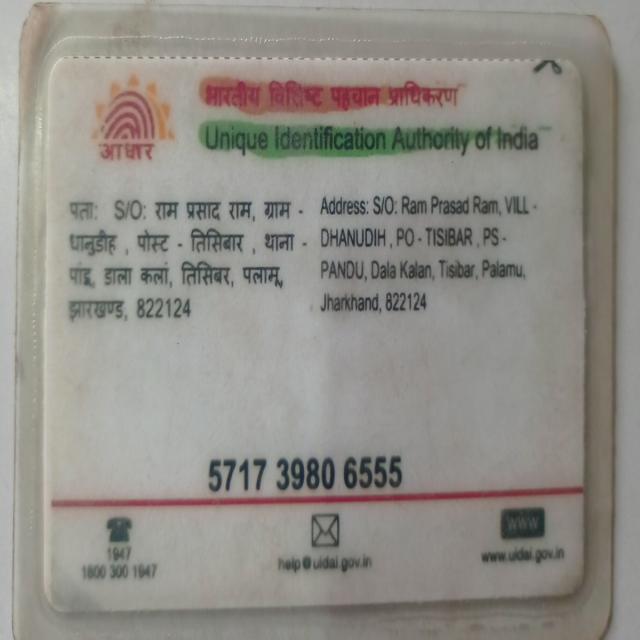 भारतीय विशिष्ट पहचान प्राधिकरण
आधार
Unique Identification Authority of India
पता: S/O: राम प्रसाद राम, ग्राम -
धानुडीह , पोस्ट - तिसिबार , थाना -
पांडू, डाला कलां, तिसिबर, पलामू,
झारखण्ड, 822124
Address: S/O: Ram Prasad Ram, VILL -
DHANUDIH , PO - TISIBAR , PS -
PANDU, Dala Kalan, Tisibar, Palamu,
Jharkhand, 822124
5717 3980 6555
1947
1800 300 1947
help@uidai.gov.in
WWW
www.uidai.gov.in